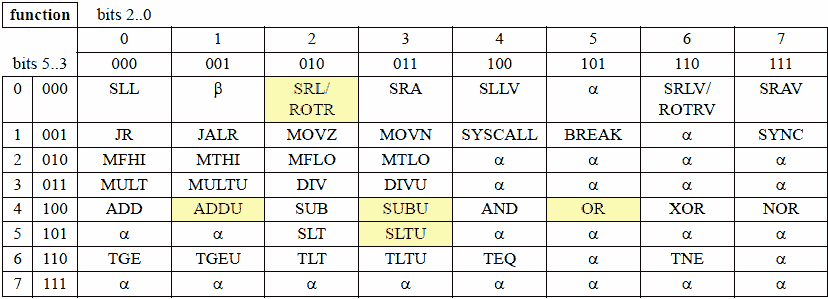 function bits 2..0
0 1 2 3 4 5 6 7
bits 5..3 000 001 010 011 100 101 110 111
0 000 SLL β SRL/ SRA SLLV α SRLV/ SRAV
ROTR ROTRV
1 001 JR JALR MOVZ MOVN SYSCALL BREAK α SYNC
2 010 MFHI MTHI MFLO MTLO α α α α
3 011 MULT MULTU DIV DIVU α α α α
4 100 ADD ADDU SUB SUBU AND OR XOR NOR
5 101 α α SLT SLTU α α α α
6 110 TGE TGEU TLT TLTU TEQ α TNE α
7 111 α α α α α α α α